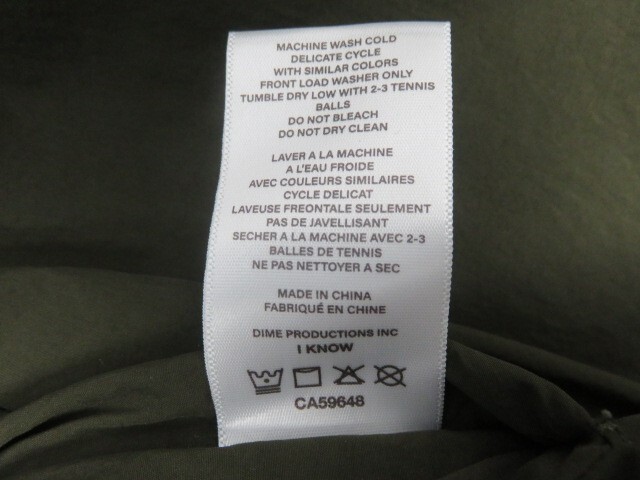 MACHINE WASH COLD
DELICATE CYCLE
WITH SIMILAR COLORS
FRONT LOAD WASHER ONLY
TUMBLE DRY LOW WITH 2-3 TENNIS
BALLS
DO NOT BLEACH
DO NOT DRY CLEAN
LAVER A LA MACHINE
A L'EAU FROIDE
AVEC COULEURS SIMILAIRES
CYCLE DELICAT
LAVEUSE FREONTALE SEULEMENT
PAS DE JAVELLISANT
SECHER A LA MACHINE AVEC 2-3
BALLES DE TENNIS
NE PAS NETTOYER A SEC
MADE IN CHINA
FABRIQUÉ EN CHINE
DIME PRODUCTIONS INC
I KNOW
CA59648